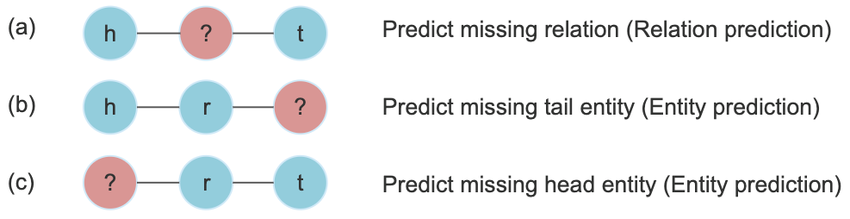 (a) h ? t Predict missing relation (Relation prediction)
(b) h r ? Predict missing tail entity (Entity prediction)
(c) ? r t Predict missing head entity (Entity prediction)